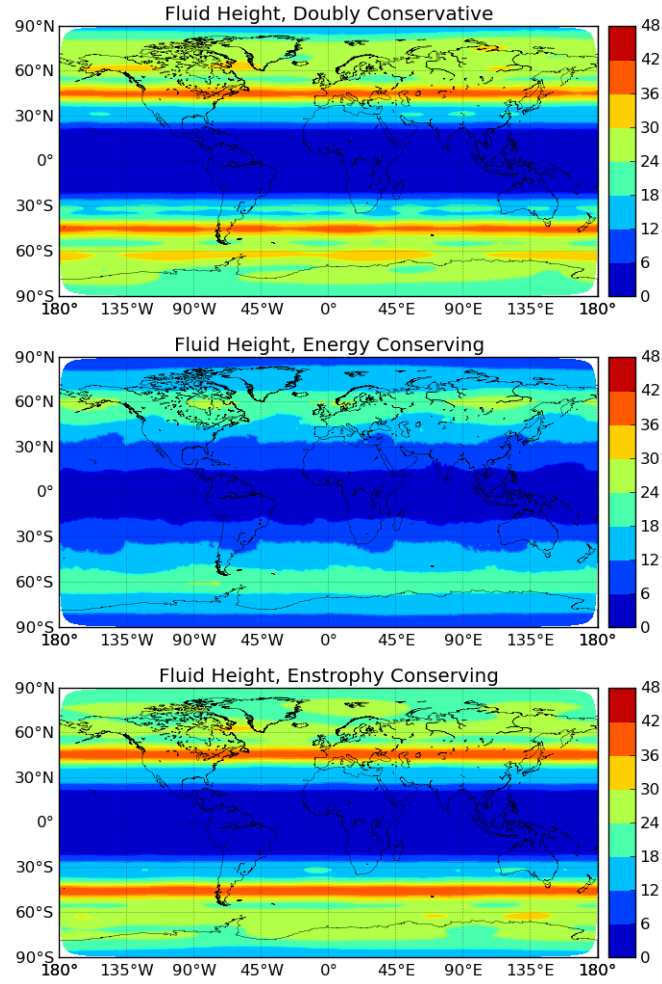 Fluid Height, Doubly Conservative
90°N
60°N
30°N
0°
30°S
60°S
90°S
180° 135°W 90°W 45°W 0° 45°E 90°E 135°E 180°
48
42
36
30
24
18
12
6
0
Fluid Height, Energy Conserving
90°N
60°N
30°N
0°
30°S
60°S
90°S
180° 135°W 90°W 45°W 0° 45°E 90°E 135°E 180°
48
42
36
30
24
18
12
6
0
Fluid Height, Enstrophy Conserving
90°N
60°N
30°N
0°
30°S
60°S
90°S
180° 135°W 90°W 45°W 0° 45°E 90°E 135°E 180°
48
42
36
30
24
18
12
6
0